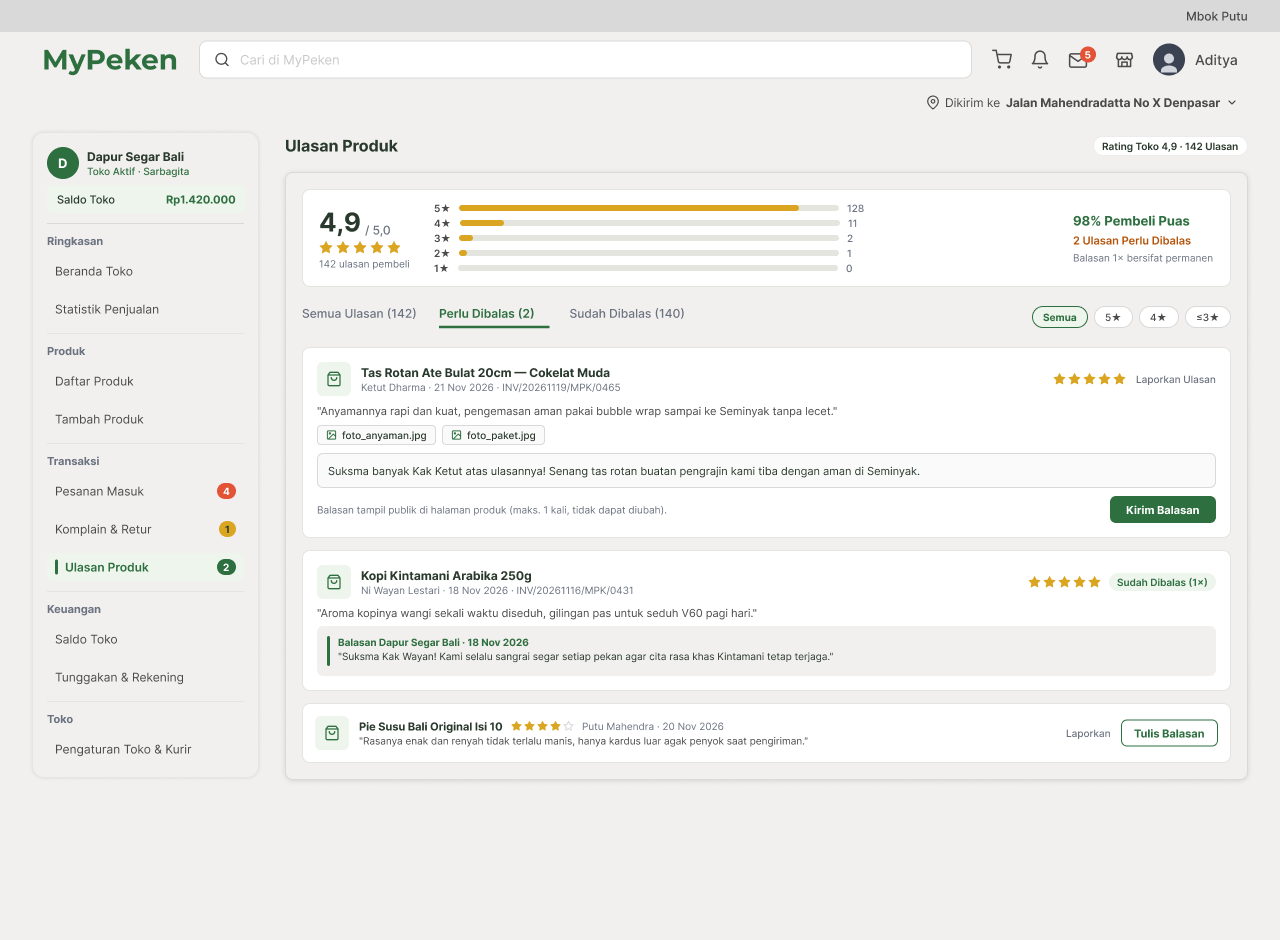 Mbok Putu
MyPeken
Cari di MyPeken
5
Aditya
Dikirim ke Jalan Mahendradatta No X Denpasar
D
Dapur Segar Bali
Toko Aktif · Sarbagita
Saldo Toko Rp1.420.000
Ringkasan
Beranda Toko
Statistik Penjualan
Produk
Daftar Produk
Tambah Produk
Transaksi
Pesanan Masuk 4
Komplain & Retur 1
Ulasan Produk 2
Keuangan
Saldo Toko
Tunggakan & Rekening
Toko
Pengaturan Toko & Kurir
Ulasan Produk
Rating Toko 4,9 · 142 Ulasan
4,9 / 5,0
142 ulasan pembeli
5★ 128
4★ 11
3★ 2
2★ 1
1★ 0
98% Pembeli Puas
2 Ulasan Perlu Dibalas
Balasan 1× bersifat permanen
Semua Ulasan (142)
Perlu Dibalas (2)
Sudah Dibalas (140)
Semua
5★
4★
≤3★
Tas Rotan Ate Bulat 20cm — Cokelat Muda
Ketut Dharma · 21 Nov 2026 · INV/20261119/MPK/0465
Laporkan Ulasan
"Anyamannya rapi dan kuat, pengemasan aman pakai bubble wrap sampai ke Seminyak tanpa lecet."
foto_anyaman.jpg
foto_paket.jpg
Suksma banyak Kak Ketut atas ulasannya! Senang tas rotan buatan pengrajin kami tiba dengan aman di Seminyak.
Balasan tampil publik di halaman produk (maks. 1 kali, tidak dapat diubah).
Kirim Balasan
Kopi Kintamani Arabika 250g
Ni Wayan Lestari · 18 Nov 2026 · INV/20261116/MPK/0431
Sudah Dibalas (1×)
"Aroma kopinya wangi sekali waktu diseduh, gilingan pas untuk seduh V60 pagi hari."
Balasan Dapur Segar Bali · 18 Nov 2026
"Suksma Kak Wayan! Kami selalu sangrai segar setiap pekan agar cita rasa khas Kintamani tetap terjaga."
Pie Susu Bali Original Isi 10
Putu Mahendra · 20 Nov 2026
"Rasanya enak dan renyah tidak terlalu manis, hanya kardus luar agak penyok saat pengiriman."
Laporkan
Tulis Balasan